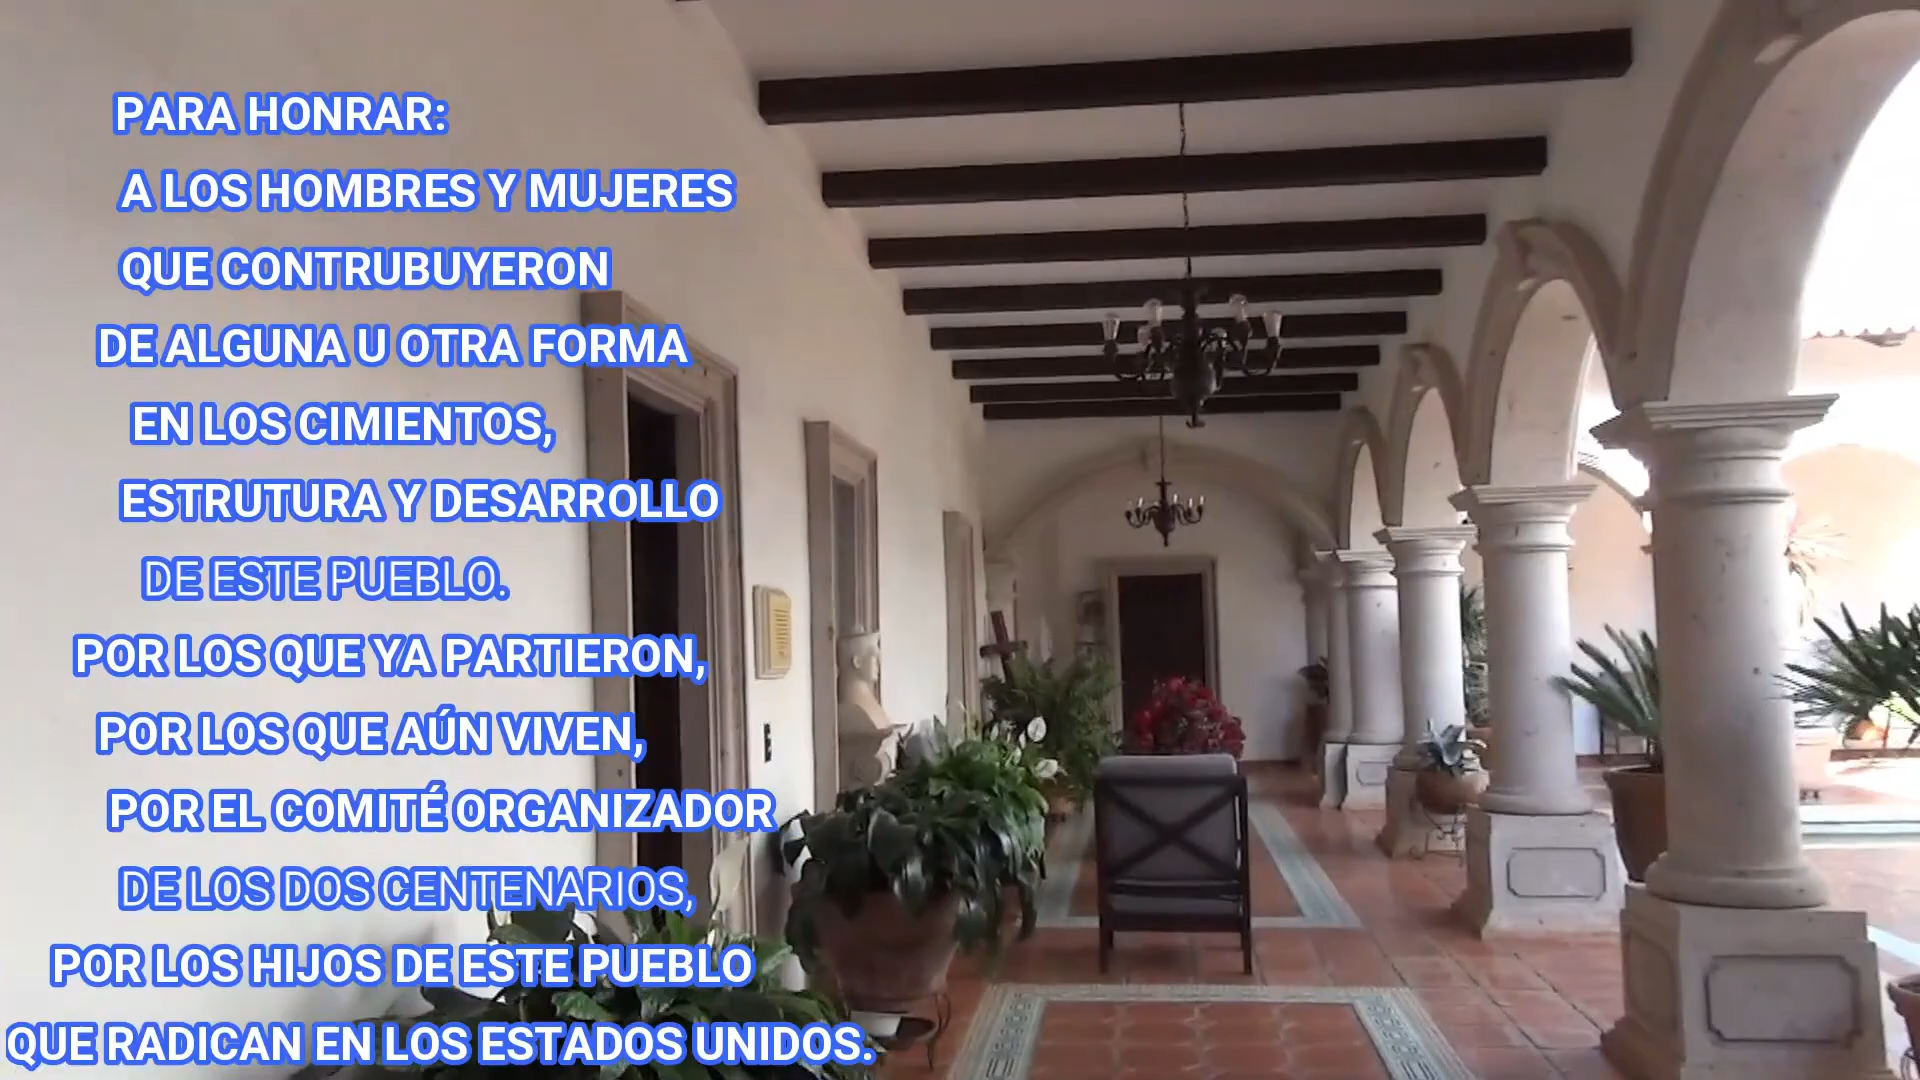 PARA HONRAR:
A LOS HOMBRES Y MUJERES
QUE CONTRUBUYERON
DE ALGUNA U OTRA FORMA
EN LOS CIMIENTOS,
ESTRUTURA Y DESARROLLO
DE ESTE PUEBLO.
POR LOS QUE YA PARTIERON,
POR LOS QUE AÚN VIVEN,
POR EL COMITÉ ORGANIZADOR
DE LOS DOS CENTENARIOS,
POR LOS HIJOS DE ESTE PUEBLO
QUE RADICAN EN LOS ESTADOS UNIDOS.